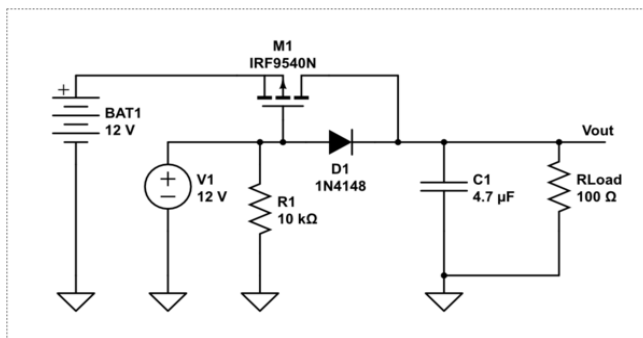 M1
IRF9540N
+
BAT1
12 V
V1
12 V
+
−
R1
10 kΩ
D1
1N4148
Vout
C1
4.7 µF
RLoad
100 Ω